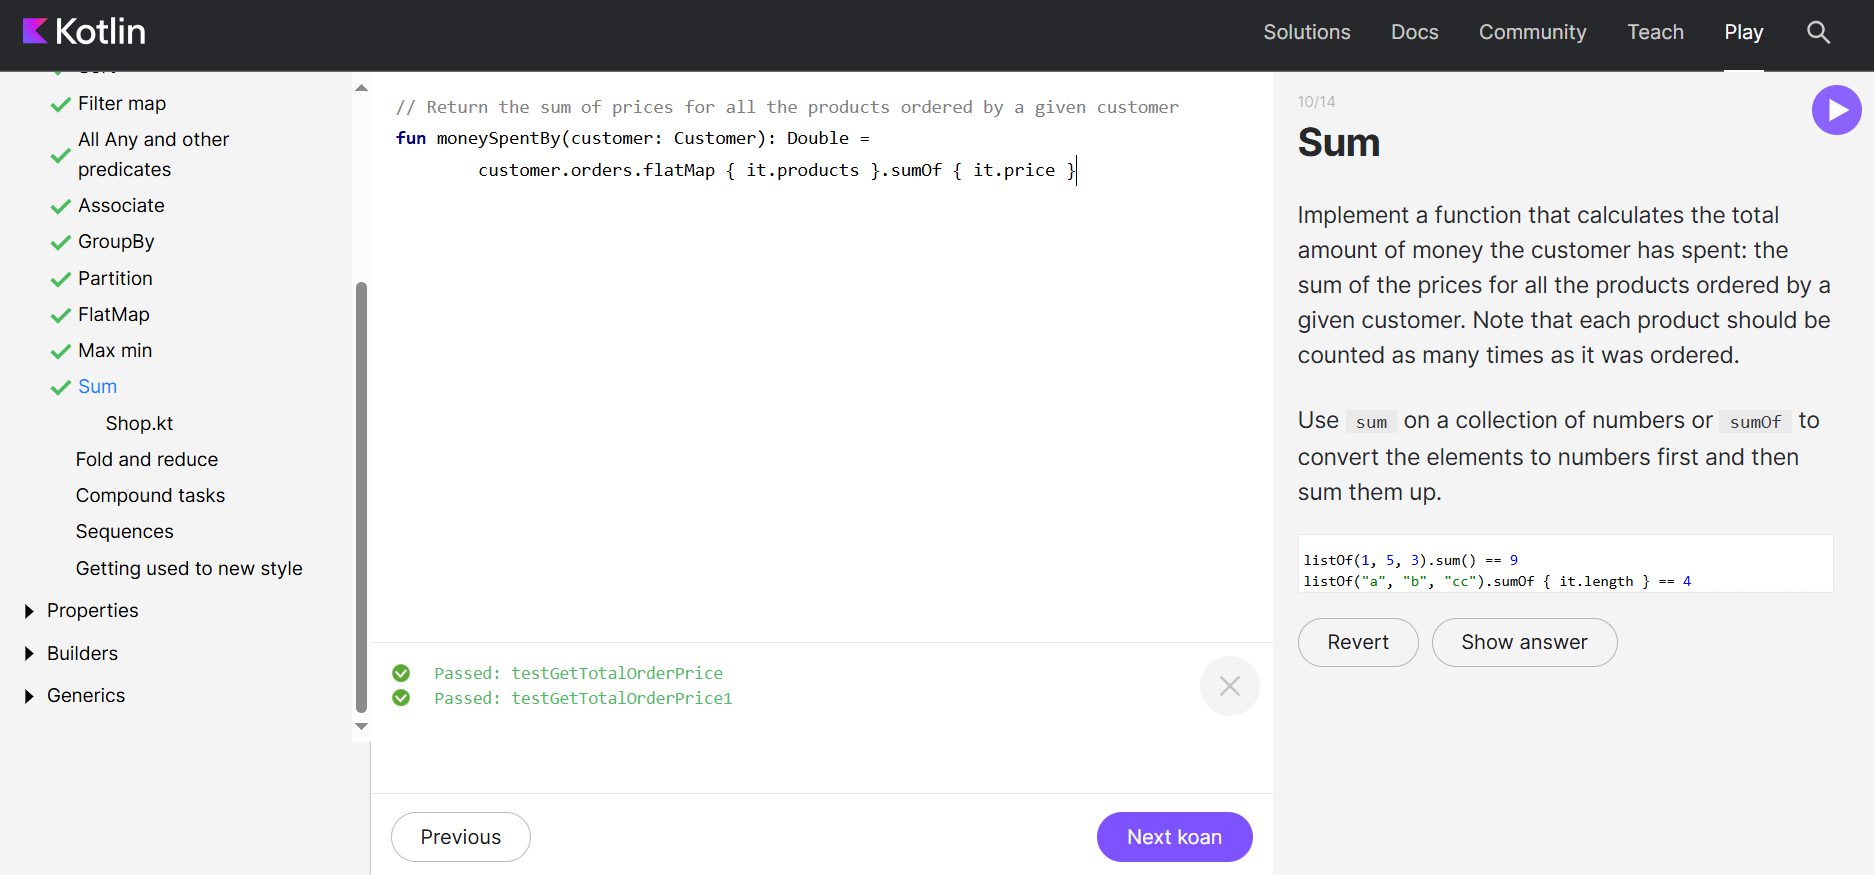 Kotlin
Solutions
Docs
Community
Teach
Play
Filter map
All Any and other
predicates
Associate
GroupBy
Partition
FlatMap
Max min
Sum
Shop.kt
Fold and reduce
Compound tasks
Sequences
Getting used to new style
Properties
Builders
Generics
// Return the sum of prices for all the products ordered by a given customer
fun moneySpentBy(customer: Customer): Double =
customer.orders.flatMap { it.products }.sumOf { it.price }
Passed: testGetTotalOrderPrice
Passed: testGetTotalOrderPrice1
Previous
Next koan
10/14
Sum
Implement a function that calculates the total
amount of money the customer has spent: the
sum of the prices for all the products ordered by a
given customer. Note that each product should be
counted as many times as it was ordered.
Use sum on a collection of numbers or sumOf to
convert the elements to numbers first and then
sum them up.
listOf(1, 5, 3).sum() == 9
listOf("a", "b", "cc").sumOf { it.length } == 4
Revert
Show answer